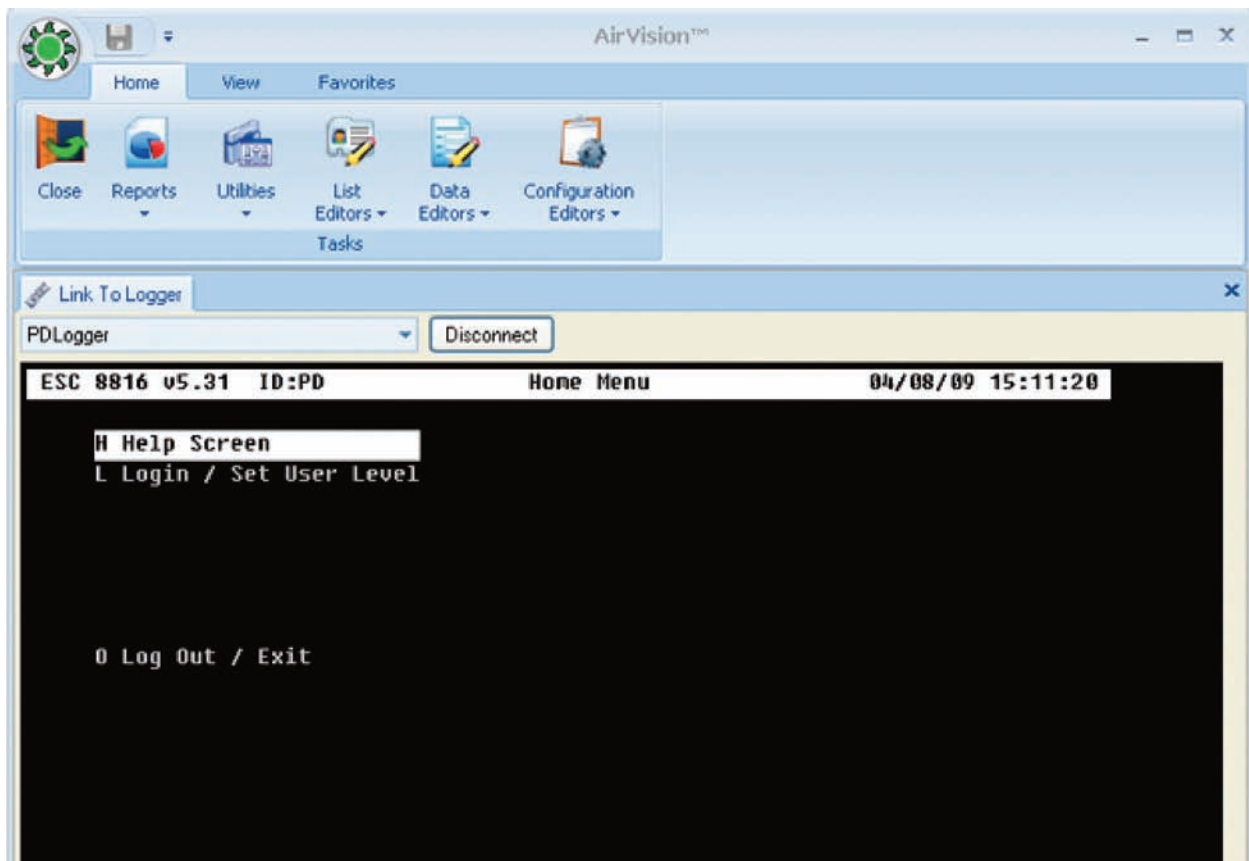 AirVision™
Home View Favorites
Close Reports Utilities List Editors Data Editors Configuration Editors
Tasks
Link To Logger
PDLogger Disconnect
ESC 8816 v5.31 ID:PD Home Menu 04/08/09 15:11:20
H Help Screen
L Login / Set User Level
O Log Out / Exit